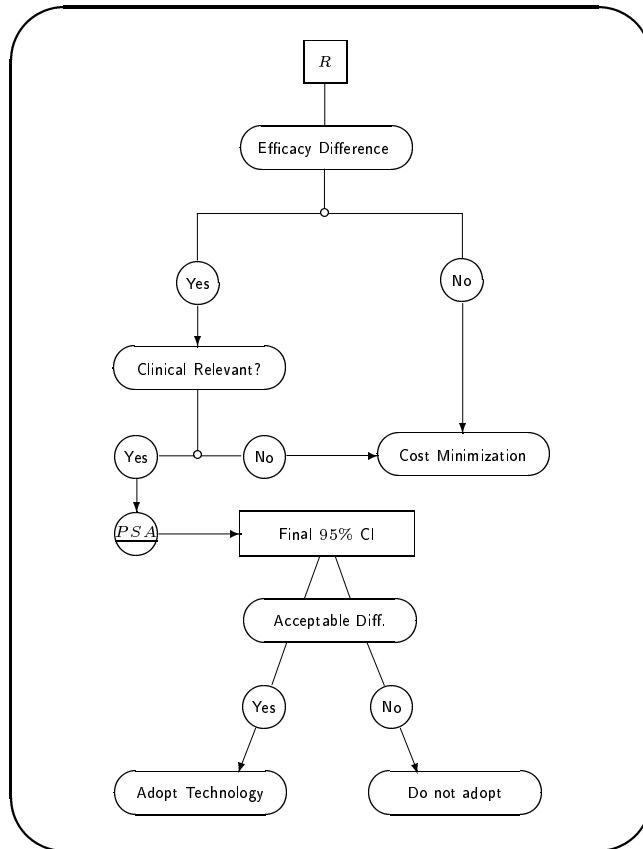 R
Efficacy Difference
Yes
No
Clinical Relevant?
Yes
No
Cost Minimization
PSA
Final 95% CI
Acceptable Diff.
Yes
No
Adopt Technology
Do not adopt